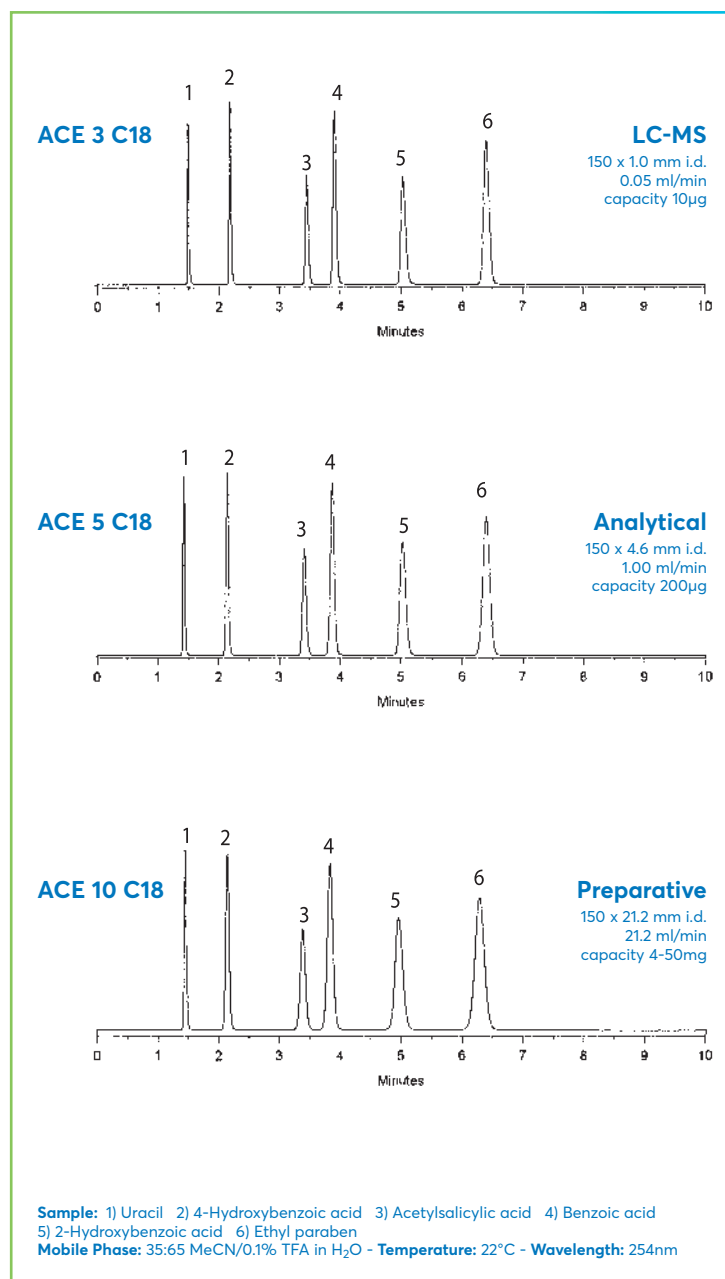 1 2 3 4 5 6
ACE 3 C18
LC-MS
150 x 1.0 mm i.d.
0.05 ml/min
capacity 10µg
0 1 2 3 4 5 6 7 8 9 10
Minutes
1 2 3 4 5 6
ACE 5 C18
Analytical
150 x 4.6 mm i.d.
1.00 ml/min
capacity 200µg
0 1 2 3 4 5 6 7 8 9 10
Minutes
1 2 3 4 5 6
ACE 10 C18
Preparative
150 x 21.2 mm i.d.
21.2 ml/min
capacity 4-50mg
0 1 2 3 4 5 6 7 8 9 10
Minutes
Sample: 1) Uracil 2) 4-Hydroxybenzoic acid 3) Acetylsalicylic acid 4) Benzoic acid
5) 2-Hydroxybenzoic acid 6) Ethyl paraben
Mobile Phase: 35:65 MeCN/0.1% TFA in H₂O - Temperature: 22°C - Wavelength: 254nm